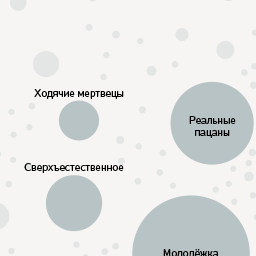 Ходячие мертвецы
Реальные
пацаны
Сверхъестественное
Молодёжка